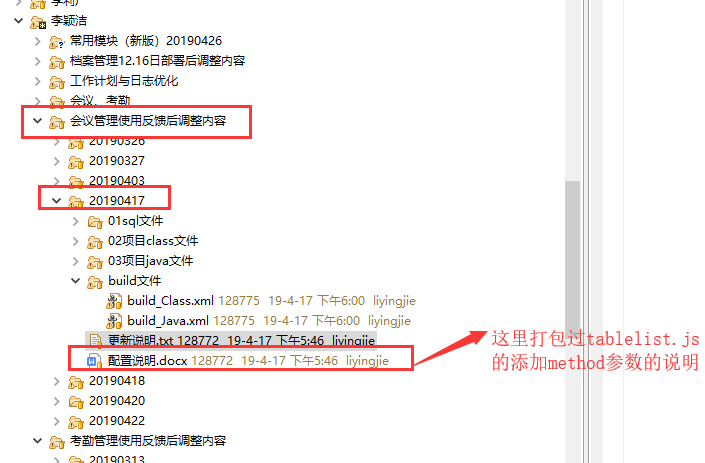 李颖洁
常用模块（新版）20190426
档案管理12.16日部署后调整内容
工作计划与日志优化
会议、考勤
会议管理使用反馈后调整内容
20190326
20190327
20190403
20190417
01sql文件
02项目class文件
03项目java文件
build文件
build_Class.xml 128775 19-4-17 下午6:00 liyingjie
build_Java.xml 128775 19-4-17 下午6:00 liyingjie
更新说明.txt 128772 19-4-17 下午5:46 liyingjie
配置说明.docx 128772 19-4-17 下午5:46 liyingjie
这里打包过tablelist.js
的添加method参数的说明
20190418
20190420
20190422
考勤管理使用反馈后调整内容
20190313